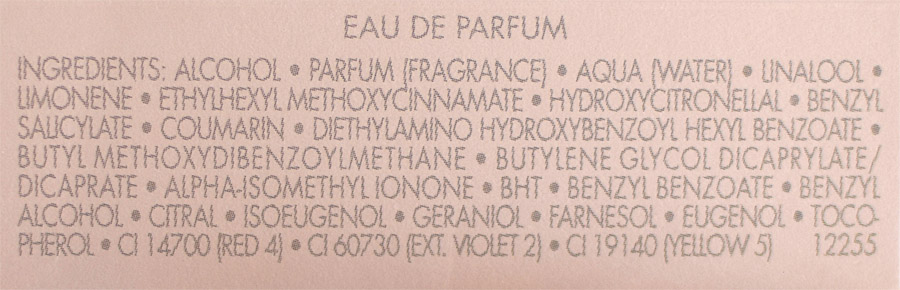 EAU DE PARFUM
INGREDIENTS: ALCOHOL • PARFUM (FRAGRANCE) • AQUA (WATER) • LINALOOL •
LIMONENE • ETHYLHEXYL METHOXYCINNAMATE • HYDROXYCITRONELLAL • BENZYL
SALICYLATE • COUMARIN • DIETHYLAMINO HYDROXYBENZOYL HEXYL BENZOATE •
BUTYL METHOXYDIBENZOYLMETHANE • BUTYLENE GLYCOL DICAPRYLATE/
DICAPRATE • ALPHA-ISOMETHYL IONONE • BHT • BENZYL BENZOATE • BENZYL
ALCOHOL • CITRAL • ISOEUGENOL • GERANIOL • FARNESOL • EUGENOL • TOCO-
PHEROL • CI 14700 (RED 4) • CI 60730 (EXT. VIOLET 2) • CI 19140 (YELLOW 5) 12255